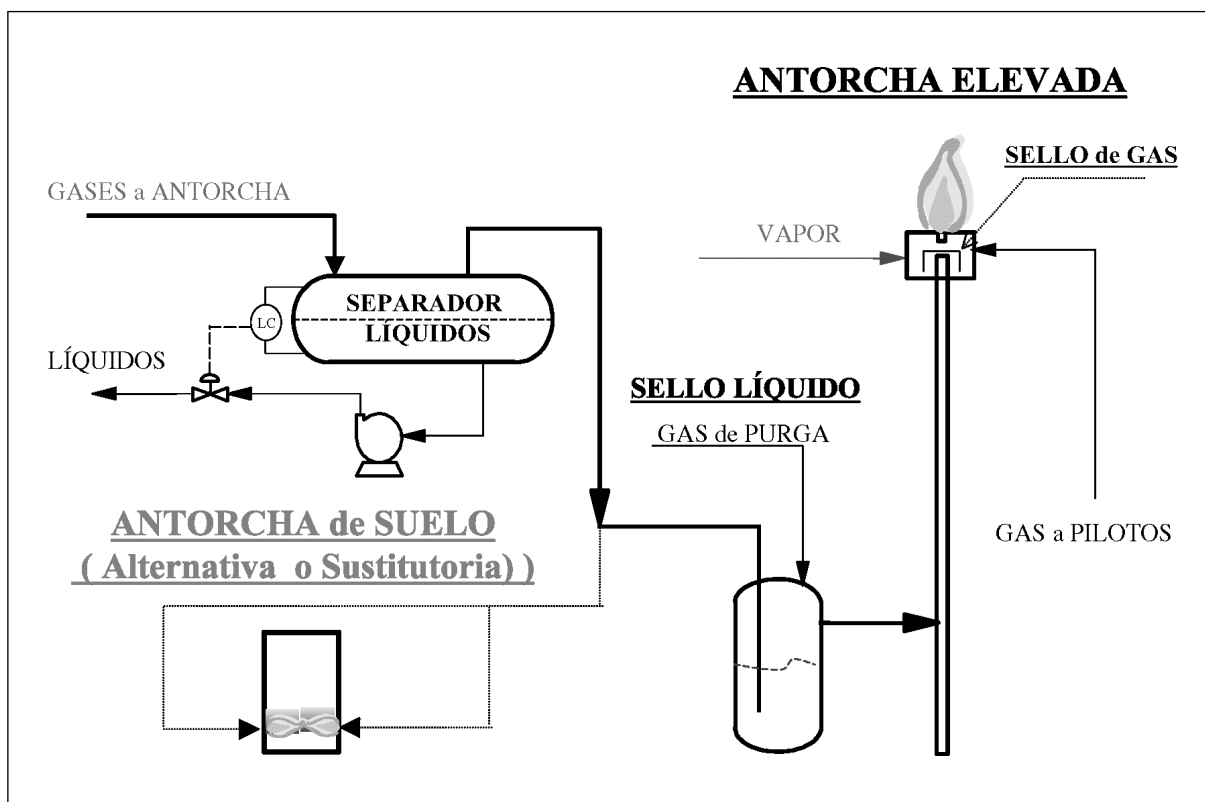 ANTORCHA ELEVADA
SELLO de GAS
GASES a ANTORCHA
VAPOR
SEPARADOR
LÍQUIDOS
LC
LÍQUIDOS
SELLO LÍQUIDO
GAS de PURGA
ANTORCHA de SUELO
( Alternativa o Sustitutoria) )
GAS a PILOTOS